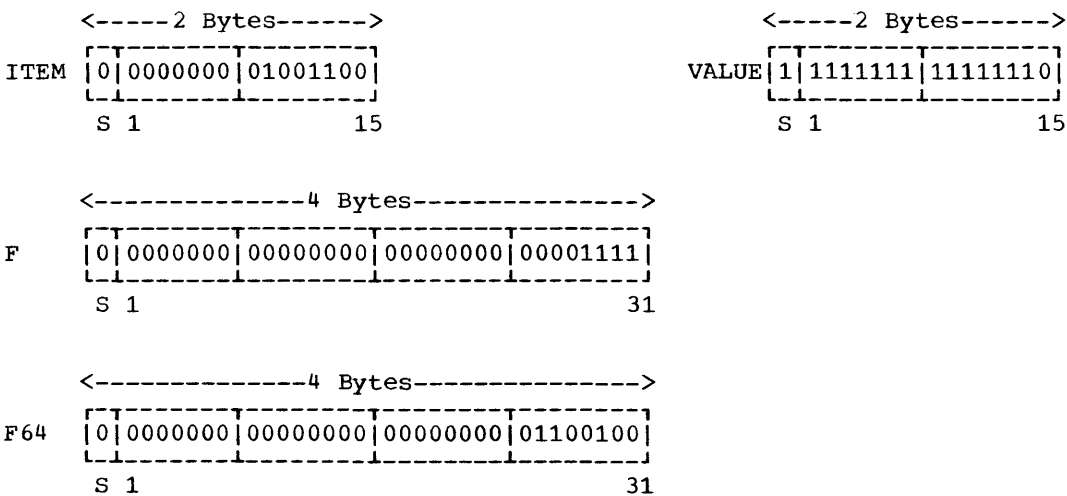 <-----2 Bytes------> <-----2 Bytes------>
ITEM |0|0000000|01001100| VALUE|1|1111111|11111110|
S 1 15 S 1 15
<--------------4 Bytes--------------->
F |0|0000000|00000000|00000000|00001111|
S 1 31
<--------------4 Bytes--------------->
F64 |0|0000000|00000000|00000000|01100100|
S 1 31